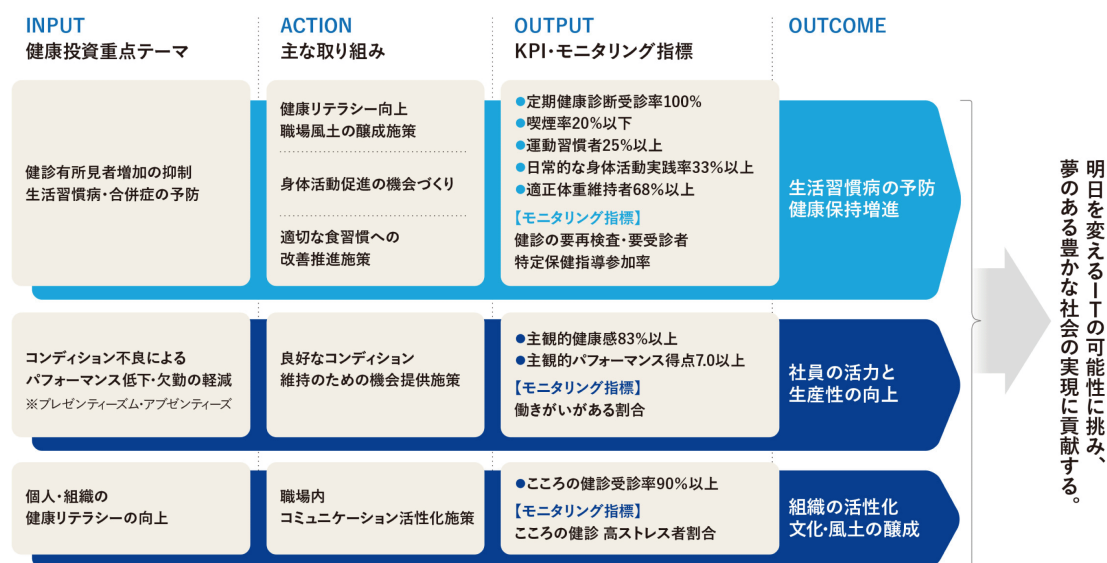 INPUT
健康投資重点テーマ
ACTION
主な取り組み
OUTPUT
KPI・モニタリング指標
OUTCOME
健診有所見者増加の抑制
生活習慣病・合併症の予防
健康リテラシー向上
職場風土の醸成施策
身体活動促進の機会づくり
適切な食習慣への
改善推進施策
●定期健康診断受診率100%
●喫煙率20%以下
●運動習慣者25%以上
●日常的な身体活動実践率33%以上
●適正体重維持者68%以上
【モニタリング指標】
健診の要再検査・要受診者
特定保健指導参加率
生活習慣病の予防
健康保持増進
コンディション不良による
パフォーマンス低下・欠勤の軽減
※プレゼンティーズム・アブゼンティーズ
良好なコンディション
維持のための機会提供施策
●主観的健康感83%以上
●主観的パフォーマンス得点7.0以上
【モニタリング指標】
働きがいがある割合
社員の活力と
生産性の向上
個人・組織の
健康リテラシーの向上
職場内
コミュニケーション活性化施策
●こころの健診受診率90%以上
【モニタリング指標】
こころの健診 高ストレス者割合
組織の活性化
文化・風土の醸成
明日を変えるITの可能性に挑み、
夢のある豊かな社会の実現に貢献する。